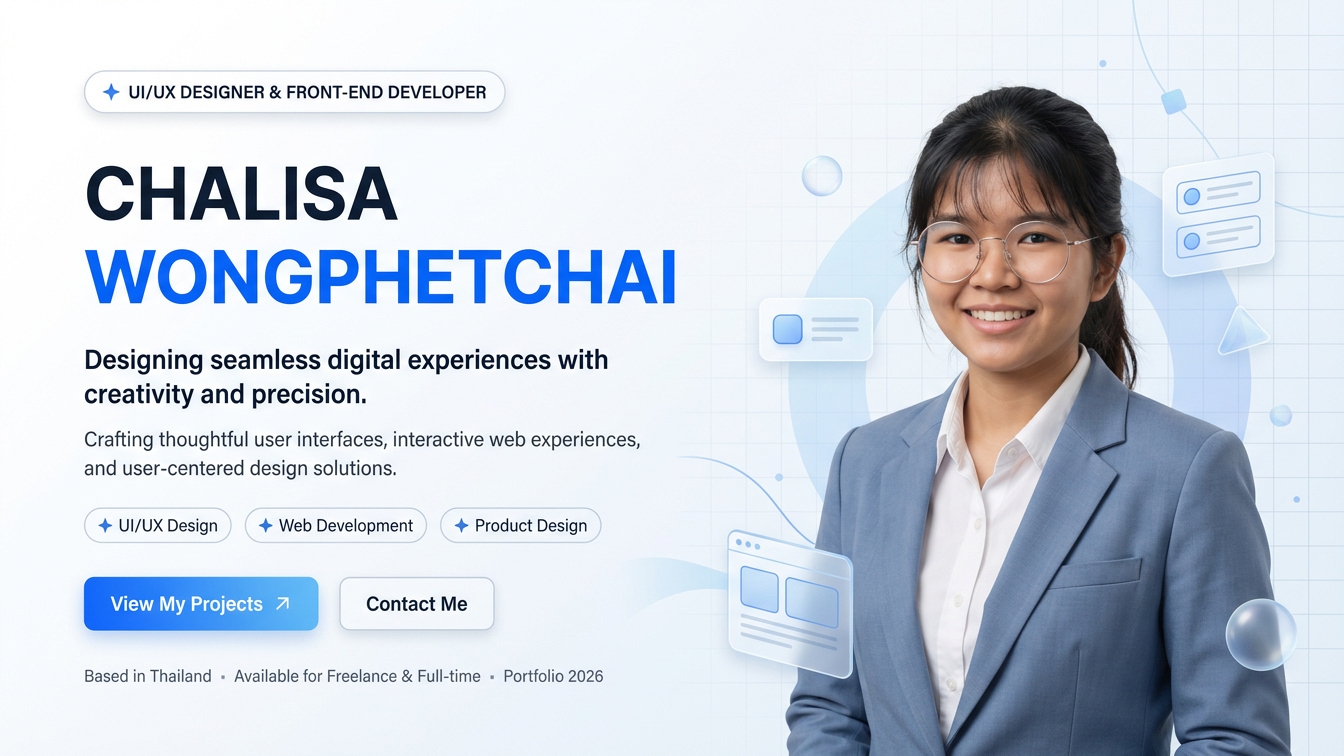 UI/UX DESIGNER & FRONT-END DEVELOPER
CHALISA
WONGPHETCHAI
Designing seamless digital experiences with
creativity and precision.
Crafting thoughtful user interfaces, interactive web experiences,
and user-centered design solutions.
UI/UX Design
Web Development
Product Design
View My Projects
Contact Me
Based in Thailand • Available for Freelance & Full-time • Portfolio 2026